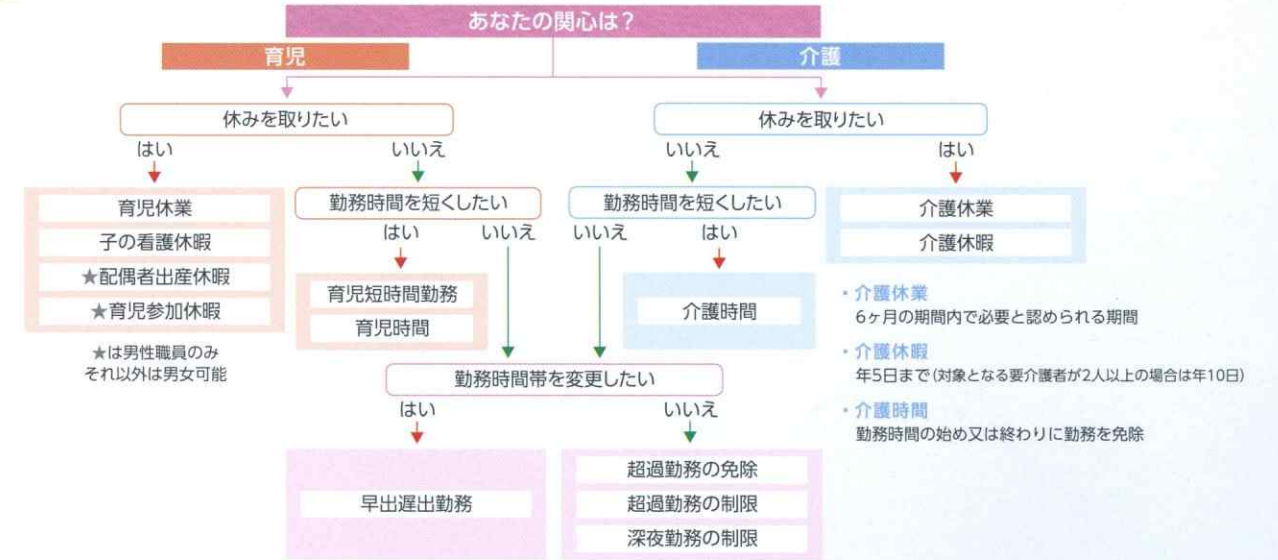 あなたの関心は？
育児
介護
休みを取りたい
休みを取りたい
はい
いいえ
いいえ
はい
育児休業
子の看護休暇
★配偶者出産休暇
★育児参加休暇
★は男性職員のみ
それ以外は男女可能
勤務時間を短くしたい
勤務時間を短くしたい
はい
いいえ
いいえ
はい
育児短時間勤務
育児時間
介護時間
介護休業
介護休暇
・介護休業
6ヶ月の期間内で必要と認められる期間
・介護休暇
年5日まで（対象となる要介護者が2人以上の場合は年10日）
・介護時間
勤務時間の始め又は終わりに勤務を免除
勤務時間帯を変更したい
はい
いいえ
早出遅出勤務
超過勤務の免除
超過勤務の制限
深夜勤務の制限